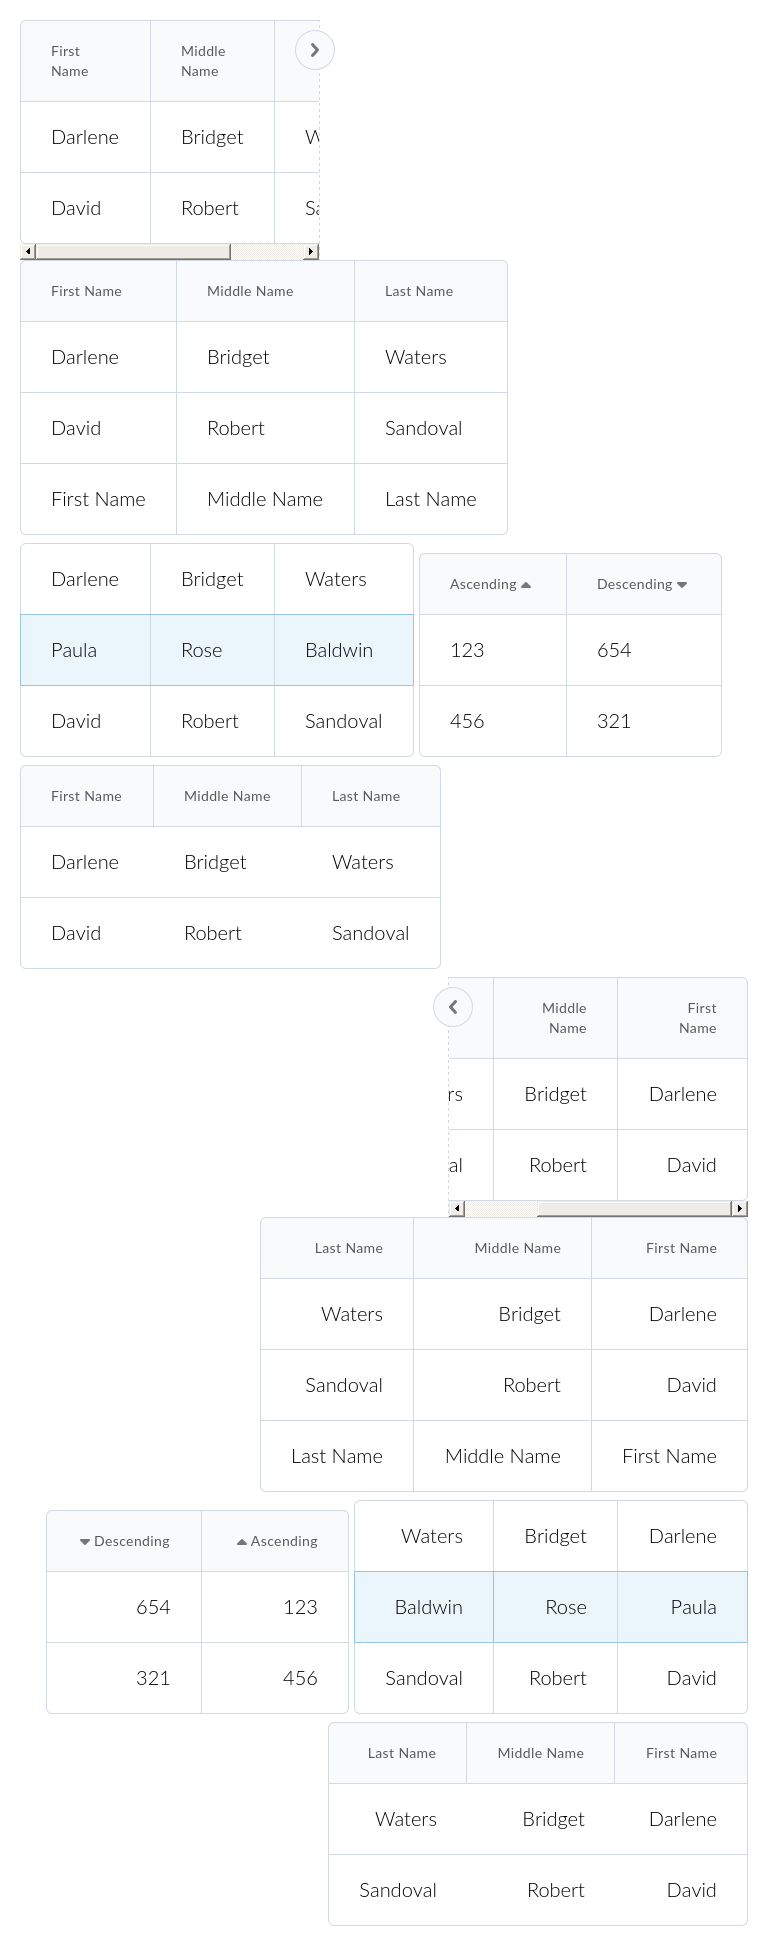 First Name Middle Name
Darlene Bridget
David Robert
First Name Middle Name Last Name
Darlene Bridget Waters
David Robert Sandoval
First Name Middle Name Last Name
Darlene Bridget Waters
Paula Rose Baldwin
David Robert Sandoval
Ascending Descending
123 654
456 321
First Name Middle Name Last Name
Darlene Bridget Waters
David Robert Sandoval
Middle Name First Name
rs Bridget Darlene
al Robert David
Last Name Middle Name First Name
Waters Bridget Darlene
Sandoval Robert David
Last Name Middle Name First Name
Descending Ascending
654 123
321 456
Waters Bridget Darlene
Baldwin Rose Paula
Sandoval Robert David
Last Name Middle Name First Name
Waters Bridget Darlene
Sandoval Robert David